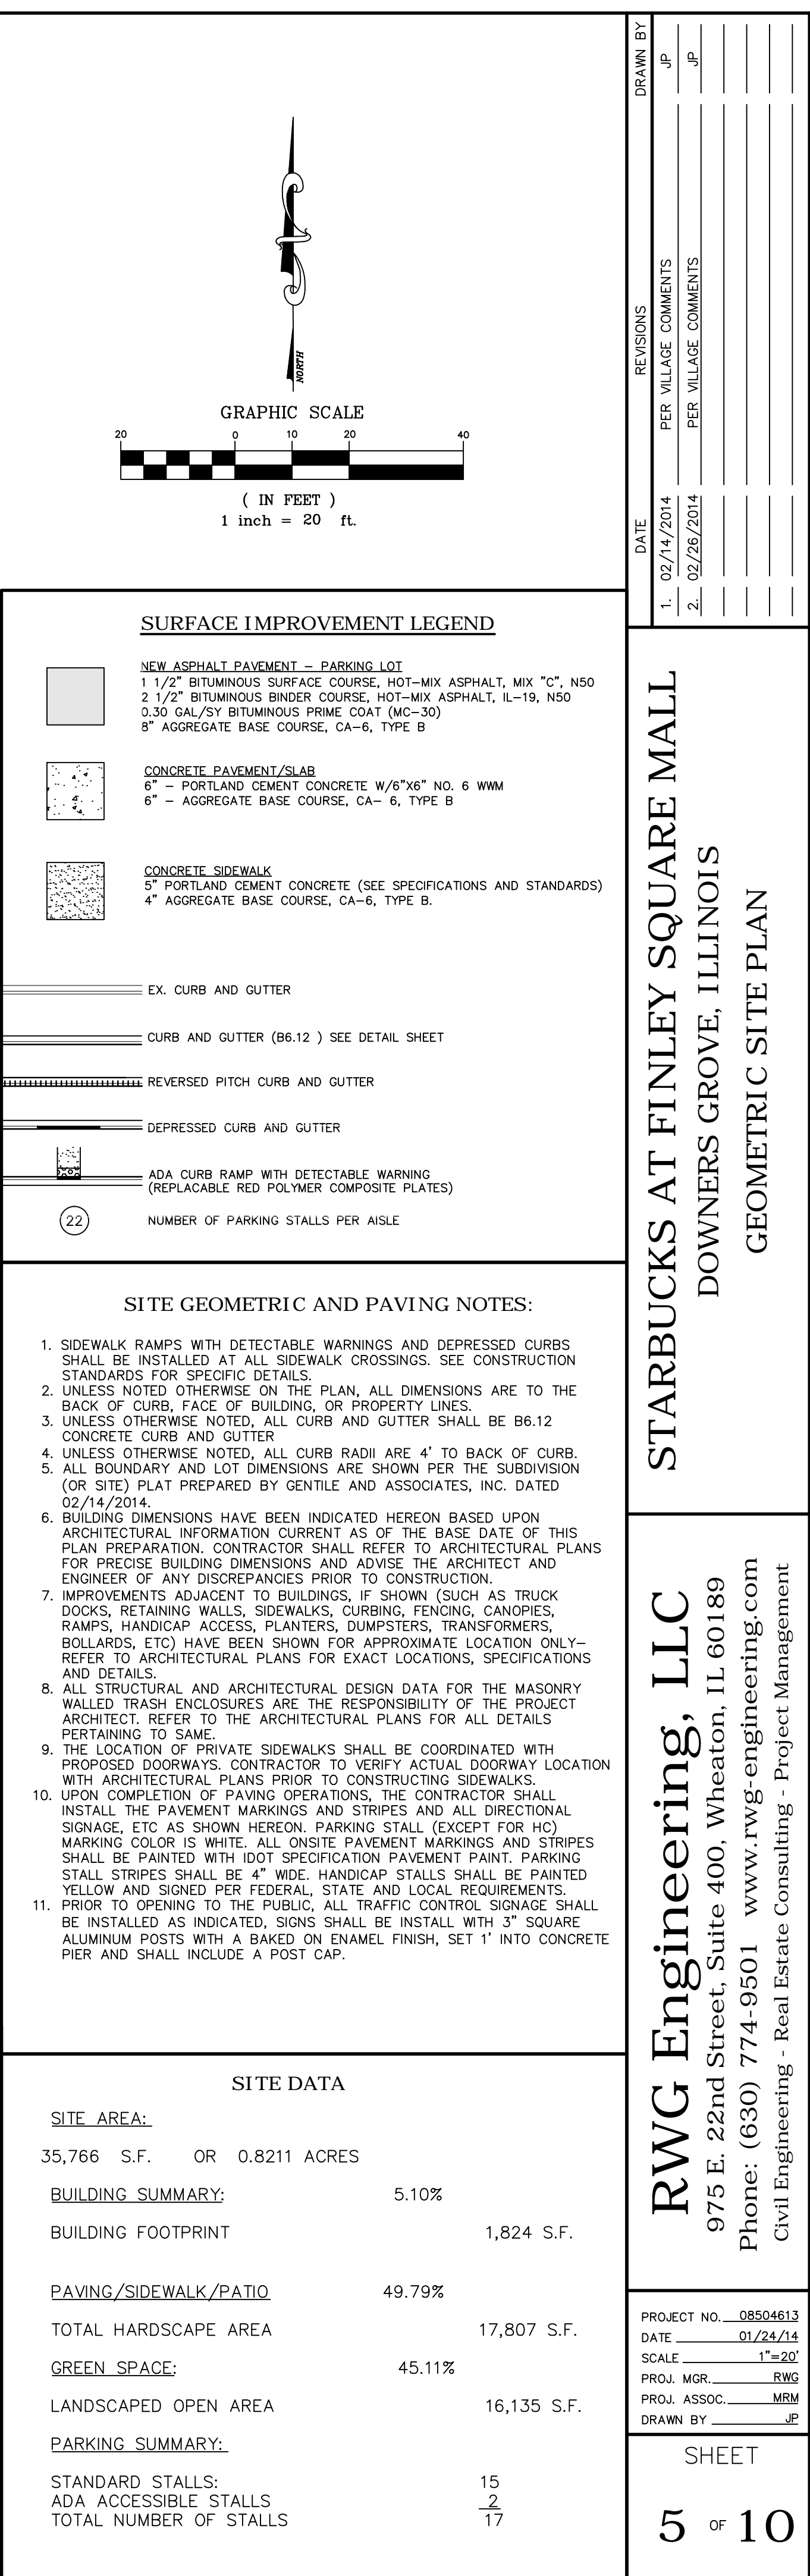 NORTH
GRAPHIC SCALE
20 0 10 20 40
( IN FEET )
1 inch = 20 ft.
SURFACE IMPROVEMENT LEGEND
NEW ASPHALT PAVEMENT – PARKING LOT
1 1/2" BITUMINOUS SURFACE COURSE, HOT-MIX ASPHALT, MIX "C", N50
2 1/2" BITUMINOUS BINDER COURSE, HOT-MIX ASPHALT, IL-19, N50
0.30 GAL/SY BITUMINOUS PRIME COAT (MC-30)
8" AGGREGATE BASE COURSE, CA-6, TYPE B
CONCRETE PAVEMENT/SLAB
6" – PORTLAND CEMENT CONCRETE W/6"X6" NO. 6 WWM
6" – AGGREGATE BASE COURSE, CA- 6, TYPE B
CONCRETE SIDEWALK
5" PORTLAND CEMENT CONCRETE (SEE SPECIFICATIONS AND STANDARDS)
4" AGGREGATE BASE COURSE, CA-6, TYPE B.
EX. CURB AND GUTTER
CURB AND GUTTER (B6.12 ) SEE DETAIL SHEET
REVERSED PITCH CURB AND GUTTER
DEPRESSED CURB AND GUTTER
ADA CURB RAMP WITH DETECTABLE WARNING
(REPLACABLE RED POLYMER COMPOSITE PLATES)
22 NUMBER OF PARKING STALLS PER AISLE
SITE GEOMETRIC AND PAVING NOTES:
1. SIDEWALK RAMPS WITH DETECTABLE WARNINGS AND DEPRESSED CURBS
SHALL BE INSTALLED AT ALL SIDEWALK CROSSINGS. SEE CONSTRUCTION
STANDARDS FOR SPECIFIC DETAILS.
2. UNLESS NOTED OTHERWISE ON THE PLAN, ALL DIMENSIONS ARE TO THE
BACK OF CURB, FACE OF BUILDING, OR PROPERTY LINES.
3. UNLESS OTHERWISE NOTED, ALL CURB AND GUTTER SHALL BE B6.12
CONCRETE CURB AND GUTTER
4. UNLESS OTHERWISE NOTED, ALL CURB RADII ARE 4' TO BACK OF CURB.
5. ALL BOUNDARY AND LOT DIMENSIONS ARE SHOWN PER THE SUBDIVISION
(OR SITE) PLAT PREPARED BY GENTILE AND ASSOCIATES, INC. DATED
02/14/2014.
6. BUILDING DIMENSIONS HAVE BEEN INDICATED HEREON BASED UPON
ARCHITECTURAL INFORMATION CURRENT AS OF THE BASE DATE OF THIS
PLAN PREPARATION. CONTRACTOR SHALL REFER TO ARCHITECTURAL PLANS
FOR PRECISE BUILDING DIMENSIONS AND ADVISE THE ARCHITECT AND
ENGINEER OF ANY DISCREPANCIES PRIOR TO CONSTRUCTION.
7. IMPROVEMENTS ADJACENT TO BUILDINGS, IF SHOWN (SUCH AS TRUCK
DOCKS, RETAINING WALLS, SIDEWALKS, CURBING, FENCING, CANOPIES,
RAMPS, HANDICAP ACCESS, PLANTERS, DUMPSTERS, TRANSFORMERS,
BOLLARDS, ETC) HAVE BEEN SHOWN FOR APPROXIMATE LOCATION ONLY–
REFER TO ARCHITECTURAL PLANS FOR EXACT LOCATIONS, SPECIFICATIONS
AND DETAILS.
8. ALL STRUCTURAL AND ARCHITECTURAL DESIGN DATA FOR THE MASONRY
WALLED TRASH ENCLOSURES ARE THE RESPONSIBILITY OF THE PROJECT
ARCHITECT. REFER TO THE ARCHITECTURAL PLANS FOR ALL DETAILS
PERTAINING TO SAME.
9. THE LOCATION OF PRIVATE SIDEWALKS SHALL BE COORDINATED WITH
PROPOSED DOORWAYS. CONTRACTOR TO VERIFY ACTUAL DOORWAY LOCATION
WITH ARCHITECTURAL PLANS PRIOR TO CONSTRUCTING SIDEWALKS.
10. UPON COMPLETION OF PAVING OPERATIONS, THE CONTRACTOR SHALL
INSTALL THE PAVEMENT MARKINGS AND STRIPES AND ALL DIRECTIONAL
SIGNAGE, ETC AS SHOWN HEREON. PARKING STALL (EXCEPT FOR HC)
MARKING COLOR IS WHITE. ALL ONSITE PAVEMENT MARKINGS AND STRIPES
SHALL BE PAINTED WITH IDOT SPECIFICATION PAVEMENT PAINT. PARKING
STALL STRIPES SHALL BE 4" WIDE. HANDICAP STALLS SHALL BE PAINTED
YELLOW AND SIGNED PER FEDERAL, STATE AND LOCAL REQUIREMENTS.
11. PRIOR TO OPENING TO THE PUBLIC, ALL TRAFFIC CONTROL SIGNAGE SHALL
BE INSTALLED AS INDICATED, SIGNS SHALL BE INSTALL WITH 3" SQUARE
ALUMINUM POSTS WITH A BAKED ON ENAMEL FINISH, SET 1' INTO CONCRETE
PIER AND SHALL INCLUDE A POST CAP.
SITE DATA
SITE AREA:
35,766 S.F. OR 0.8211 ACRES
BUILDING SUMMARY: 5.10%
BUILDING FOOTPRINT 1,824 S.F.
PAVING/SIDEWALK/PATIO 49.79%
TOTAL HARDSCAPE AREA 17,807 S.F.
GREEN SPACE: 45.11%
LANDSCAPED OPEN AREA 16,135 S.F.
PARKING SUMMARY:
STANDARD STALLS: 15
ADA ACCESSIBLE STALLS 2
TOTAL NUMBER OF STALLS 17
DATE REVISIONS DRAWN BY
1. 02/14/2014 PER VILLAGE COMMENTS JP
2. 02/26/2014 PER VILLAGE COMMENTS JP
STARBUCKS AT FINLEY SQUARE MALL
DOWNERS GROVE, ILLINOIS
GEOMETRIC SITE PLAN
RWG Engineering, LLC
975 E. 22nd Street, Suite 400, Wheaton, IL 60189
Phone: (630) 774-9501 www.rwg-engineering.com
Civil Engineering - Real Estate Consulting - Project Management
PROJECT NO. 08504613
DATE 01/24/14
SCALE 1"=20'
PROJ. MGR. RWG
PROJ. ASSOC. MRM
DRAWN BY JP
SHEET
5 OF 10